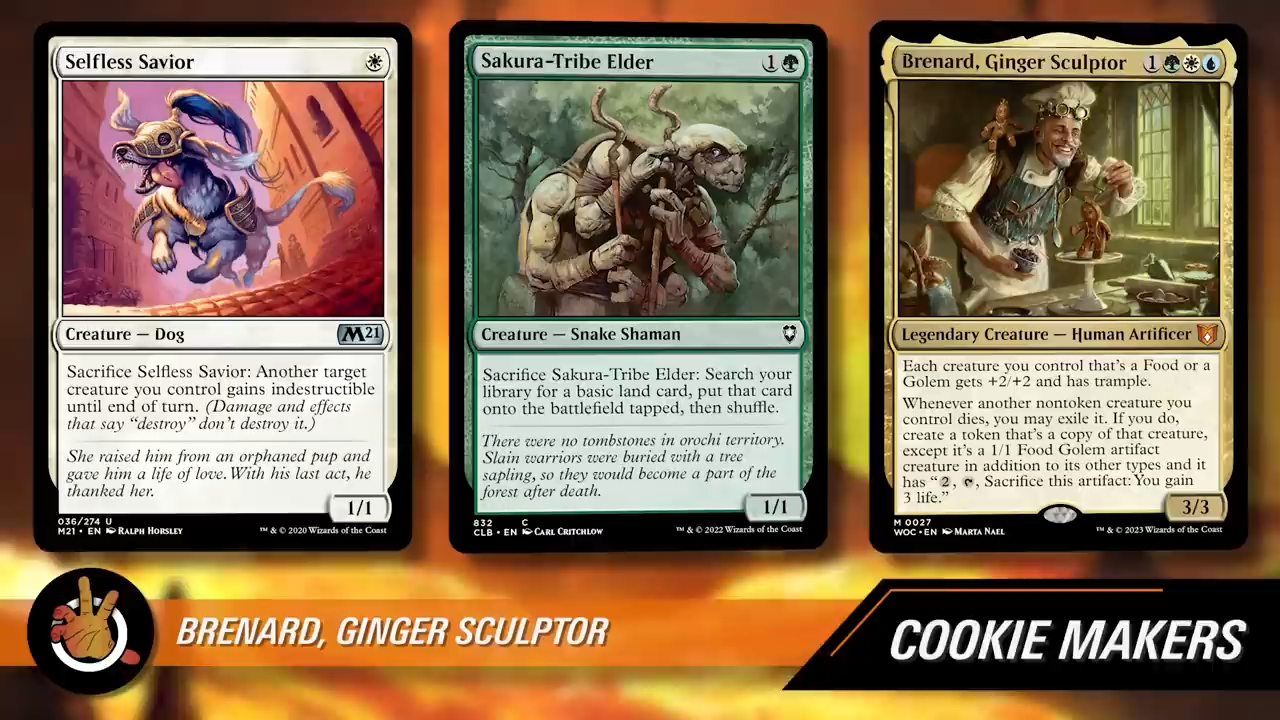 Selfless Savior
Creature — Dog
M21
Sacrifice Selfless Savior: Another target
creature you control gains indestructible
until end of turn. (Damage and effects
that say "destroy" don't destroy it.)
She raised him from an orphaned pup and
gave him a life of love. With his last act, he
thanked her.
1/1
036/274 U
M21 • EN RALPH HORSLEY
™ & © 2020 Wizards of the Coast
Sakura-Tribe Elder
1
Creature — Snake Shaman
Sacrifice Sakura-Tribe Elder: Search your
library for a basic land card, put that card
onto the battlefield tapped, then shuffle.
There were no tombstones in orochi territory.
Slain warriors were buried with a tree
sapling, so they would become a part of the
forest after death.
1/1
832 C
CLB • EN CARL CRITCHLOW
™ & © 2022 Wizards of the Coast
Brenard, Ginger Sculptor
1
Legendary Creature — Human Artificer
Each creature you control that's a Food or a
Golem gets +2/+2 and has trample.
Whenever another nontoken creature you
control dies, you may exile it. If you do,
create a token that's a copy of that creature,
except it's a 1/1 Food Golem artifact
creature in addition to its other types and it
has "2, , Sacrifice this artifact: You gain
3 life."
3/3
M 0027
WOC • EN MARTA NAEL
™ & © 2023 Wizards of the Coast
BRENARD, GINGER SCULPTOR
COOKIE MAKERS